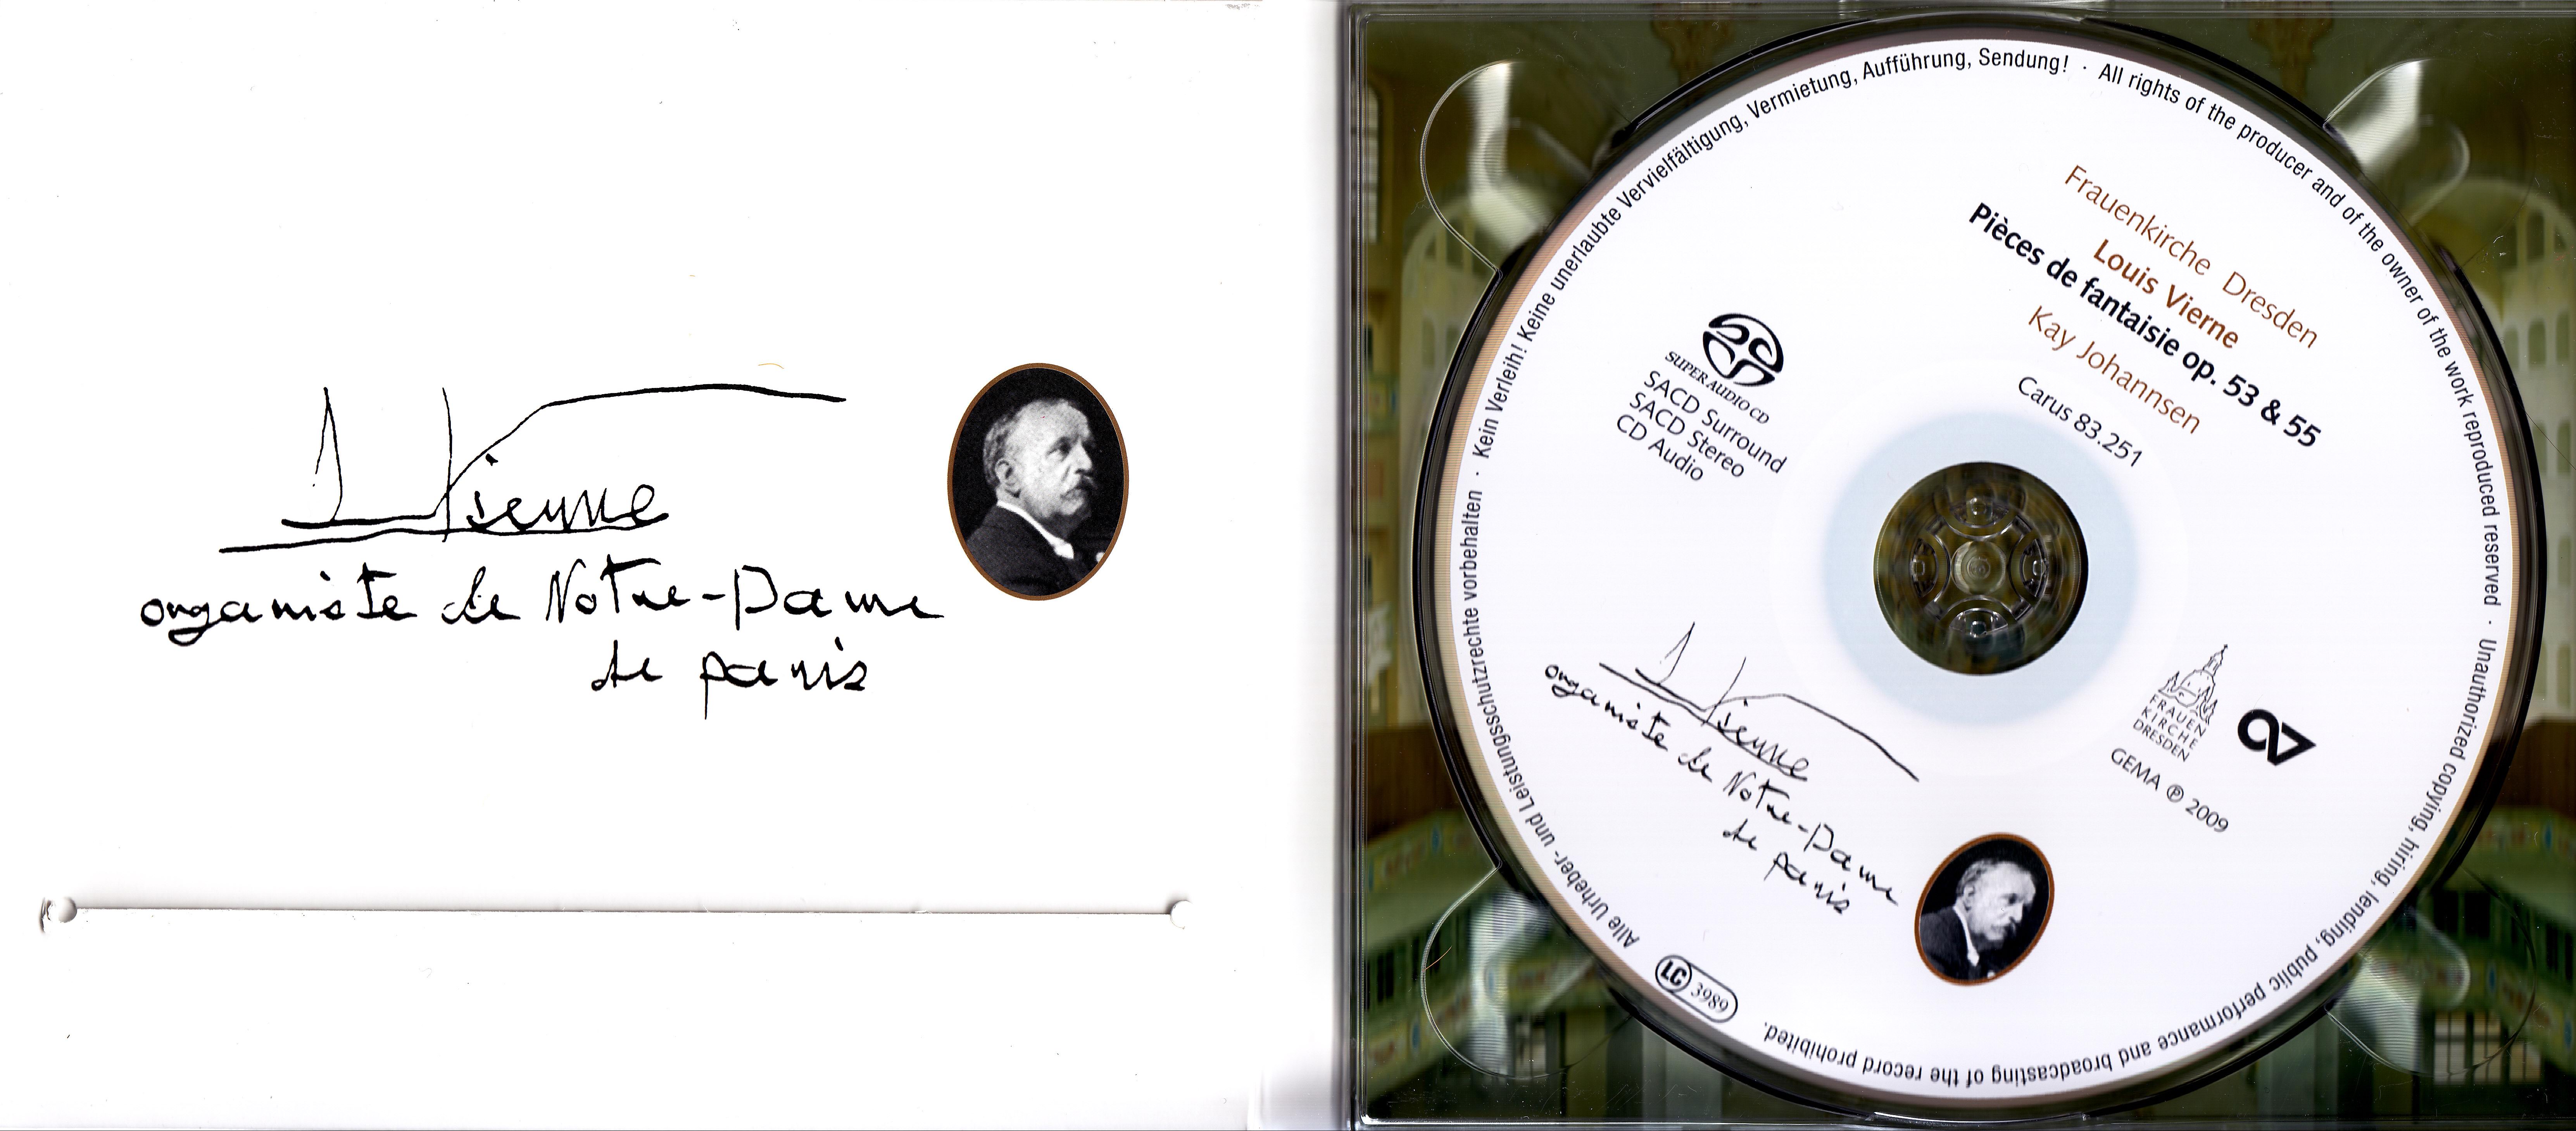 L Vierne
organiste de Notre-Dame
de paris
Alle Urheber- und Leistungsschutzrechte vorbehalten · Kein Verleih! Keine unerlaubte Vervielfältigung, Vermietung, Aufführung, Sendung! · All rights of the producer and of the owner of the work reproduced reserved · Unauthorized copying, hiring, lending, public performance and broadcasting of the record prohibited.
Frauenkirche Dresden
Louis Vierne
Pièces de fantaisie op. 53 & 55
Kay Johannsen
Carus 83.251
SUPER AUDIO CD
SACD Surround
SACD Stereo
CD Audio
L Vierne
organiste de Notre-Dame
de paris
FRAUEN
KIRCHE
DRESDEN
GEMA ℗ 2009
LC 3989